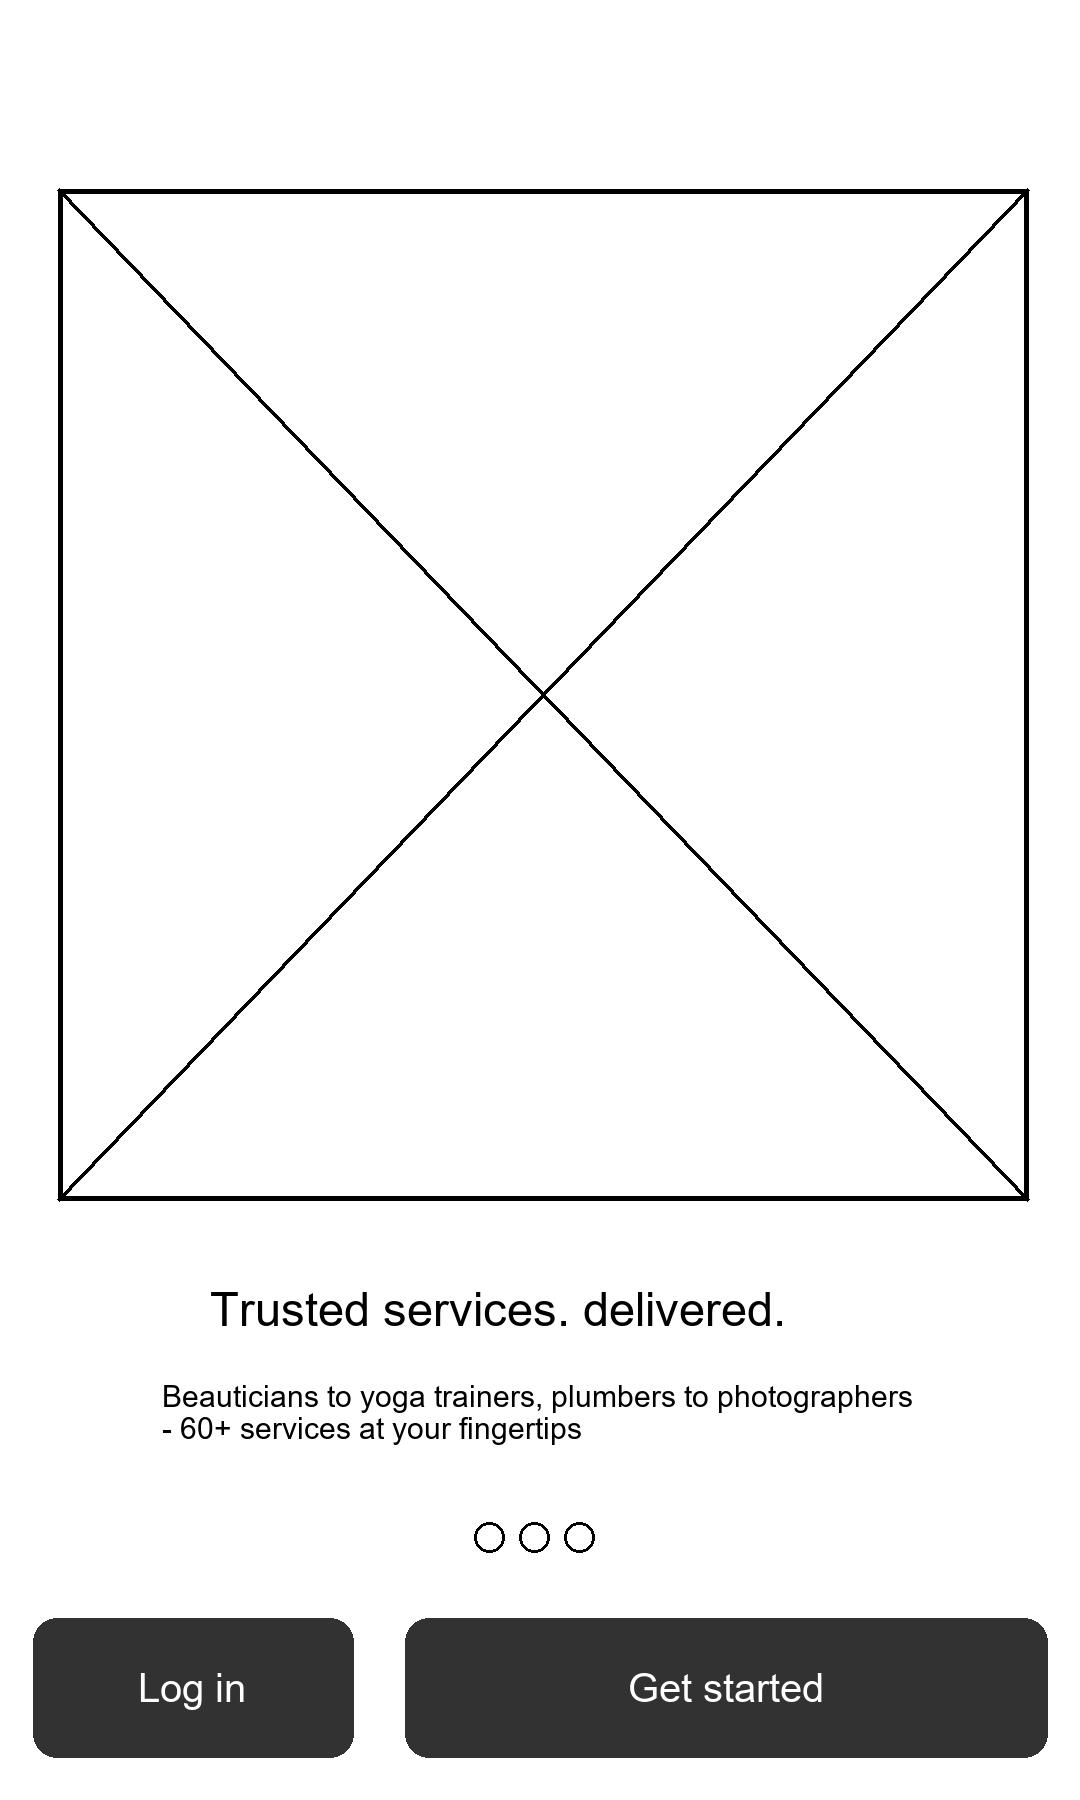 Trusted services. delivered.
Beauticians to yoga trainers, plumbers to photographers
- 60+ services at your fingertips
Log in
Get started